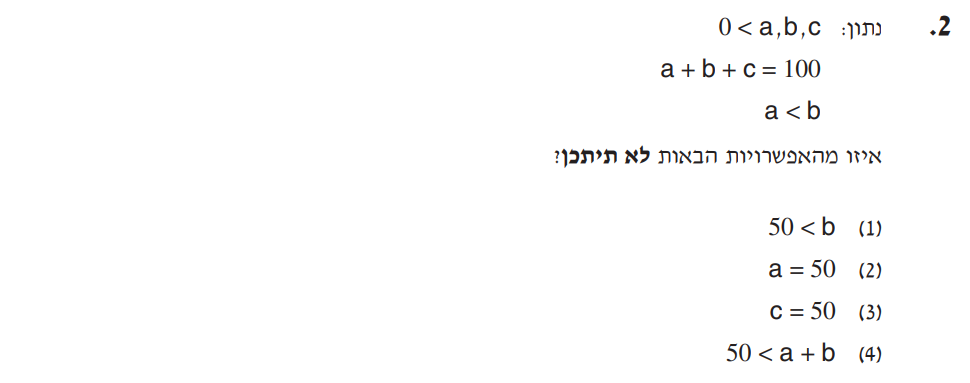 2. נתון: 0 < a,b,c
a + b + c = 100
a < b
איזו מהאפשרויות הבאות לא תיתכן?
(1) 50 < b
(2) a = 50
(3) c = 50
(4) 50 < a + b